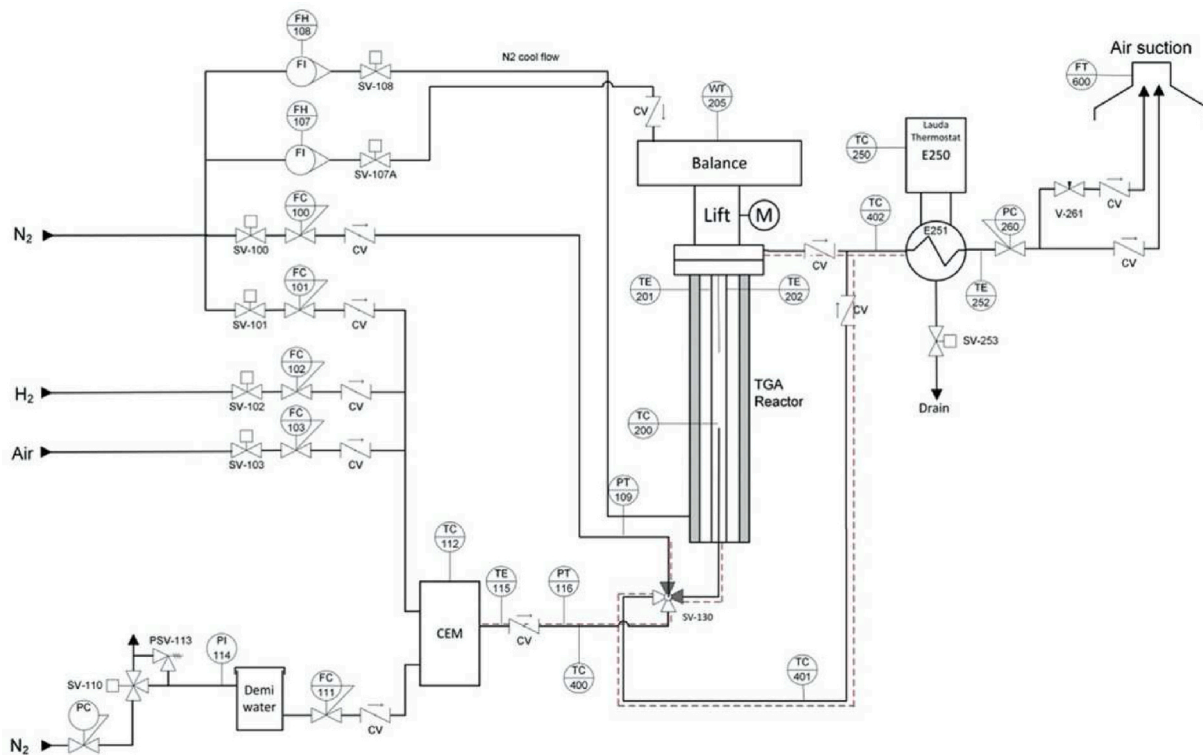 FH
108
FI
SV-108
N2 cool flow
Air suction
FT
600
FH
107
FI
SV-107A
CV
WT
205
Balance
Lauda
Thermostat
E250
TC
250
N2
SV-100
FC
100
CV
Lift
M
TC
402
E251
PC
260
V-261
CV
CV
CV
TE
252
SV-101
FC
101
CV
TE
201
TE
202
CV
SV-253
Drain
H2
SV-102
FC
102
CV
TGA
Reactor
Air
SV-103
FC
103
CV
TC
200
PT
109
TC
112
TE
115
CV
PT
116
SV-130
CEM
TC
400
TC
401
PSV-113
PI
114
SV-110
Demi
water
FC
111
CV
PC
N2